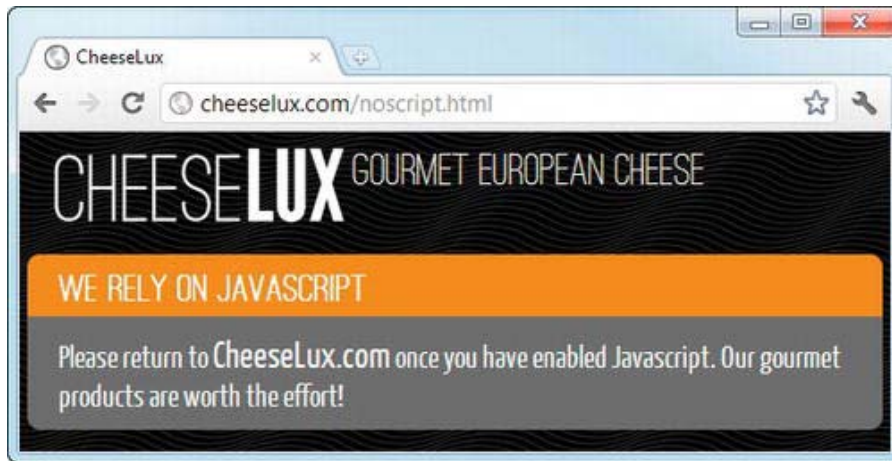 CheeseLux
cheeselux.com/noscript.html
CHEESELUX GOURMET EUROPEAN CHEESE
WE RELY ON JAVASCRIPT
Please return to CheeseLux.com once you have enabled Javascript. Our gourmet
products are worth the effort!